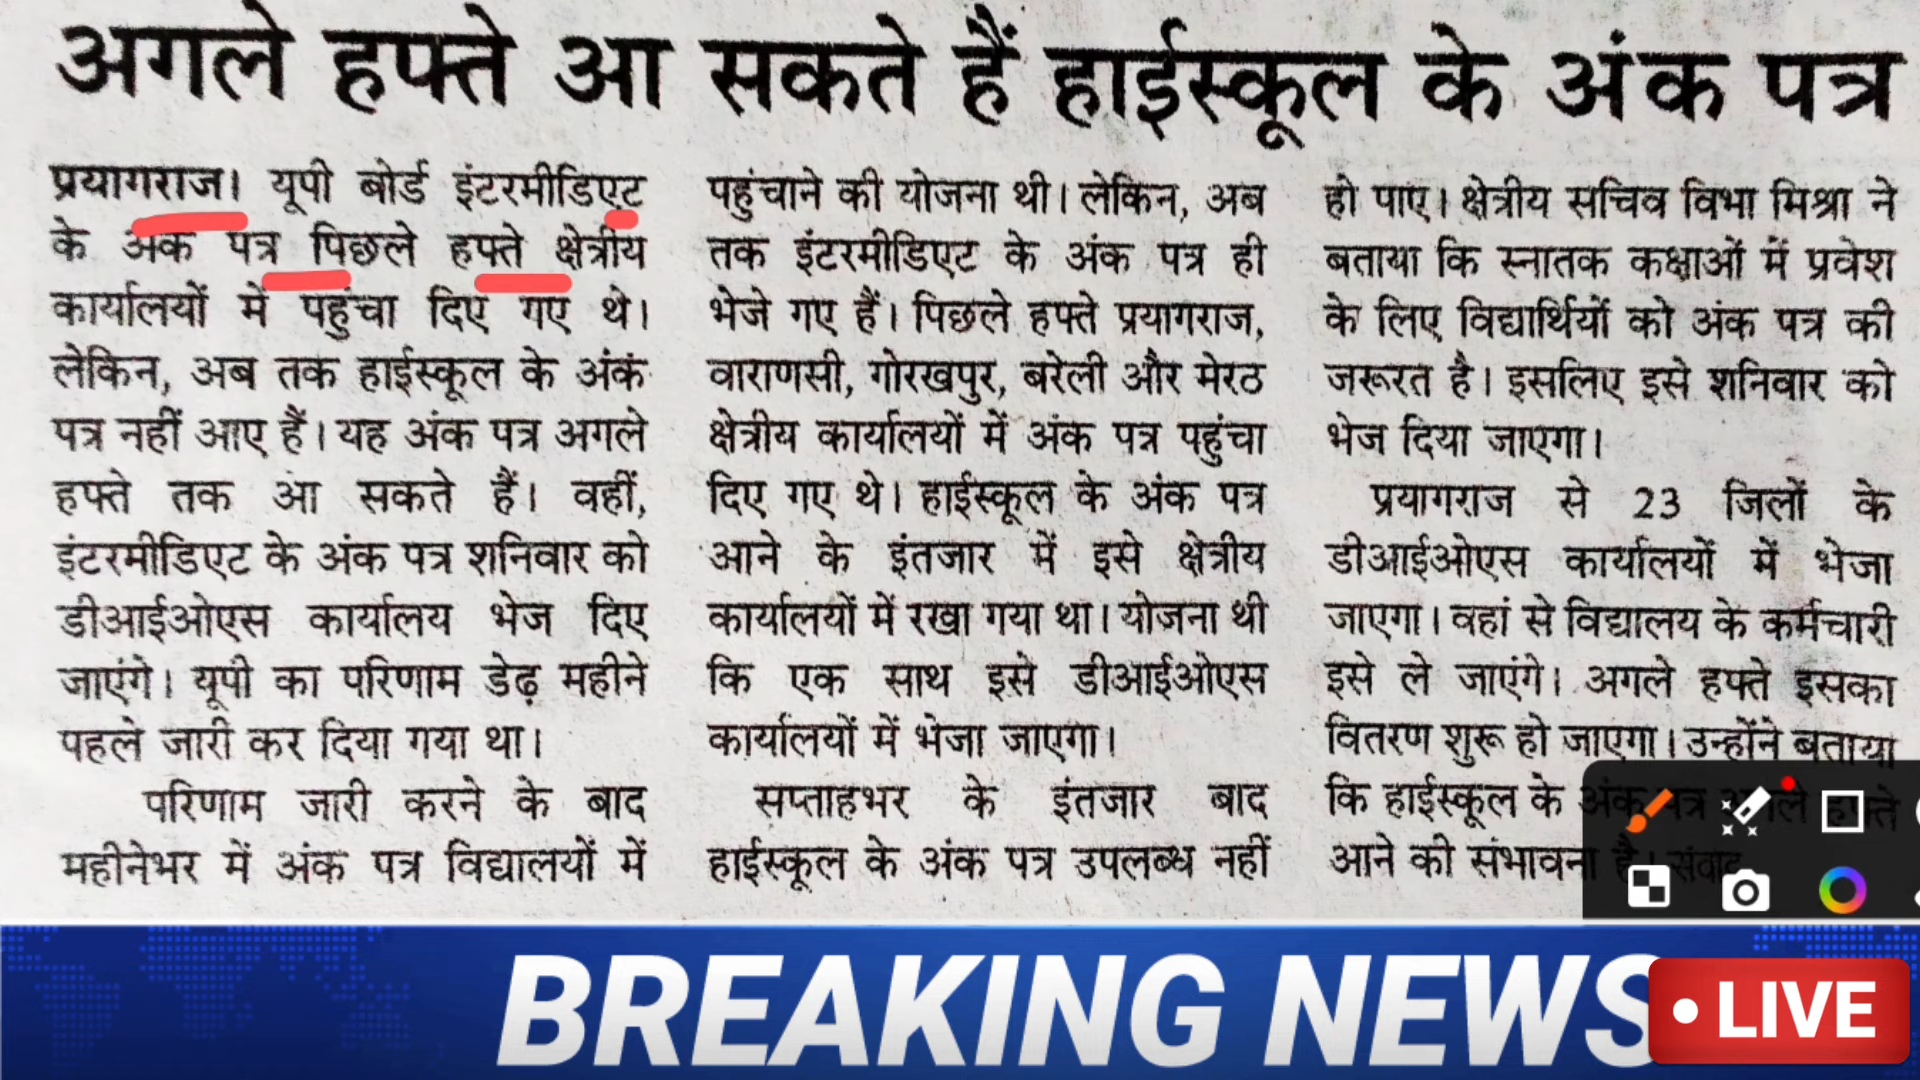 अगले हफ्ते आ सकते हैं हाईस्कूल के अंक पत्र
प्रयागराज। यूपी बोर्ड इंटरमीडिएट
के अंक पत्र पिछले हफ्ते क्षेत्रीय
कार्यालयों में पहुंचा दिए गए थे।
लेकिन, अब तक हाईस्कूल के अंक
पत्र नहीं आए हैं। यह अंक पत्र अगले
हफ्ते तक आ सकते हैं। वहीं,
इंटरमीडिएट के अंक पत्र शनिवार को
डीआईओएस कार्यालय भेज दिए
जाएंगे। यूपी का परिणाम डेढ़ महीने
पहले जारी कर दिया गया था।
परिणाम जारी करने के बाद
महीनेभर में अंक पत्र विद्यालयों में
पहुंचाने की योजना थी। लेकिन, अब
तक इंटरमीडिएट के अंक पत्र ही
भेजे गए हैं। पिछले हफ्ते प्रयागराज,
वाराणसी, गोरखपुर, बरेली और मेरठ
क्षेत्रीय कार्यालयों में अंक पत्र पहुंचा
दिए गए थे। हाईस्कूल के अंक पत्र
आने के इंतजार में इसे क्षेत्रीय
कार्यालयों में रखा गया था। योजना थी
कि एक साथ इसे डीआईओएस
कार्यालयों में भेजा जाएगा।
सप्ताहभर के इंतजार बाद
हाईस्कूल के अंक पत्र उपलब्ध नहीं
हो पाए। क्षेत्रीय सचिव विभा मिश्रा ने
बताया कि स्नातक कक्षाओं में प्रवेश
के लिए विद्यार्थियों को अंक पत्र की
जरूरत है। इसलिए इसे शनिवार को
भेज दिया जाएगा।
प्रयागराज से 23 जिलों के
डीआईओएस कार्यालयों में भेजा
जाएगा। वहां से विद्यालय के कर्मचारी
इसे ले जाएंगे। अगले हफ्ते इसका
वितरण शुरू हो जाएगा। उन्होंने बताया
कि हाईस्कूल के अंक पत्र अगले हफ्ते
आने की संभावना है। संवाद
BREAKING NEWS
• LIVE